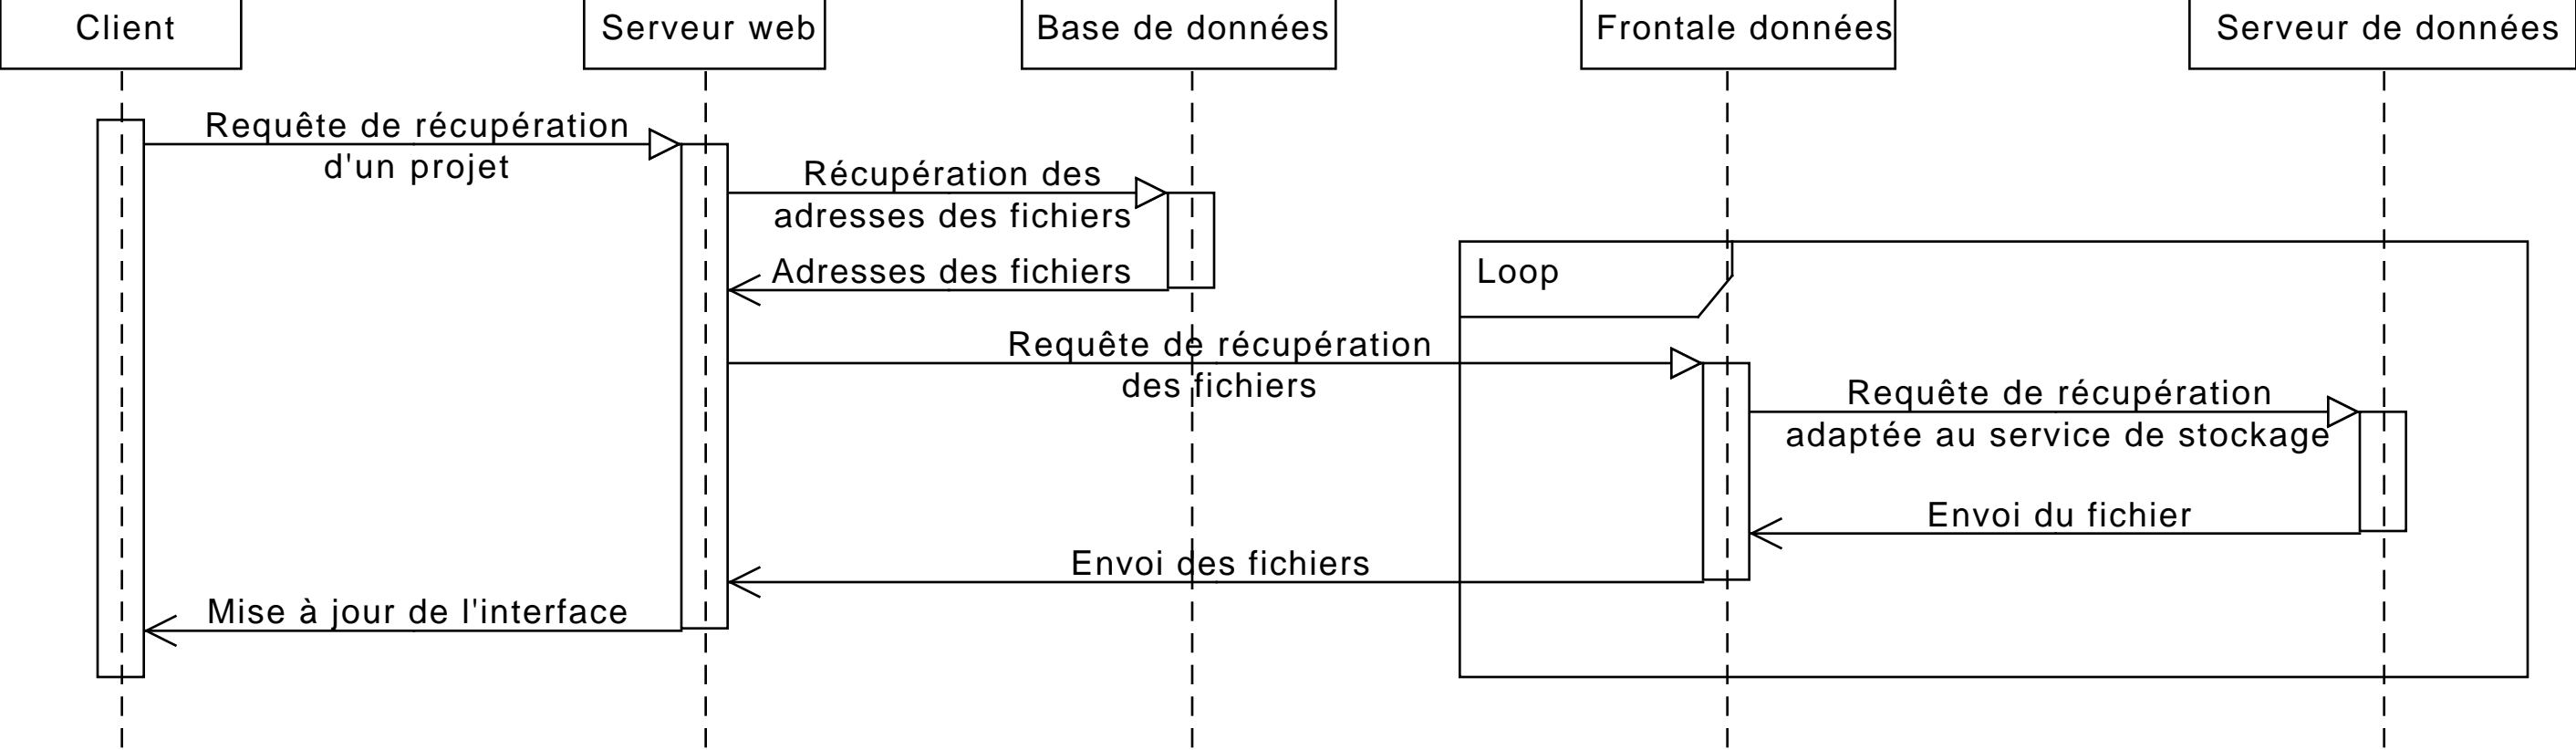 Client
Serveur web
Base de données
Frontale données
Serveur de données
Requête de récupération
d'un projet
Récupération des
adresses des fichiers
Adresses des fichiers
Loop
Requête de récupération
des fichiers
Requête de récupération
adaptée au service de stockage
Envoi du fichier
Envoi des fichiers
Mise à jour de l'interface